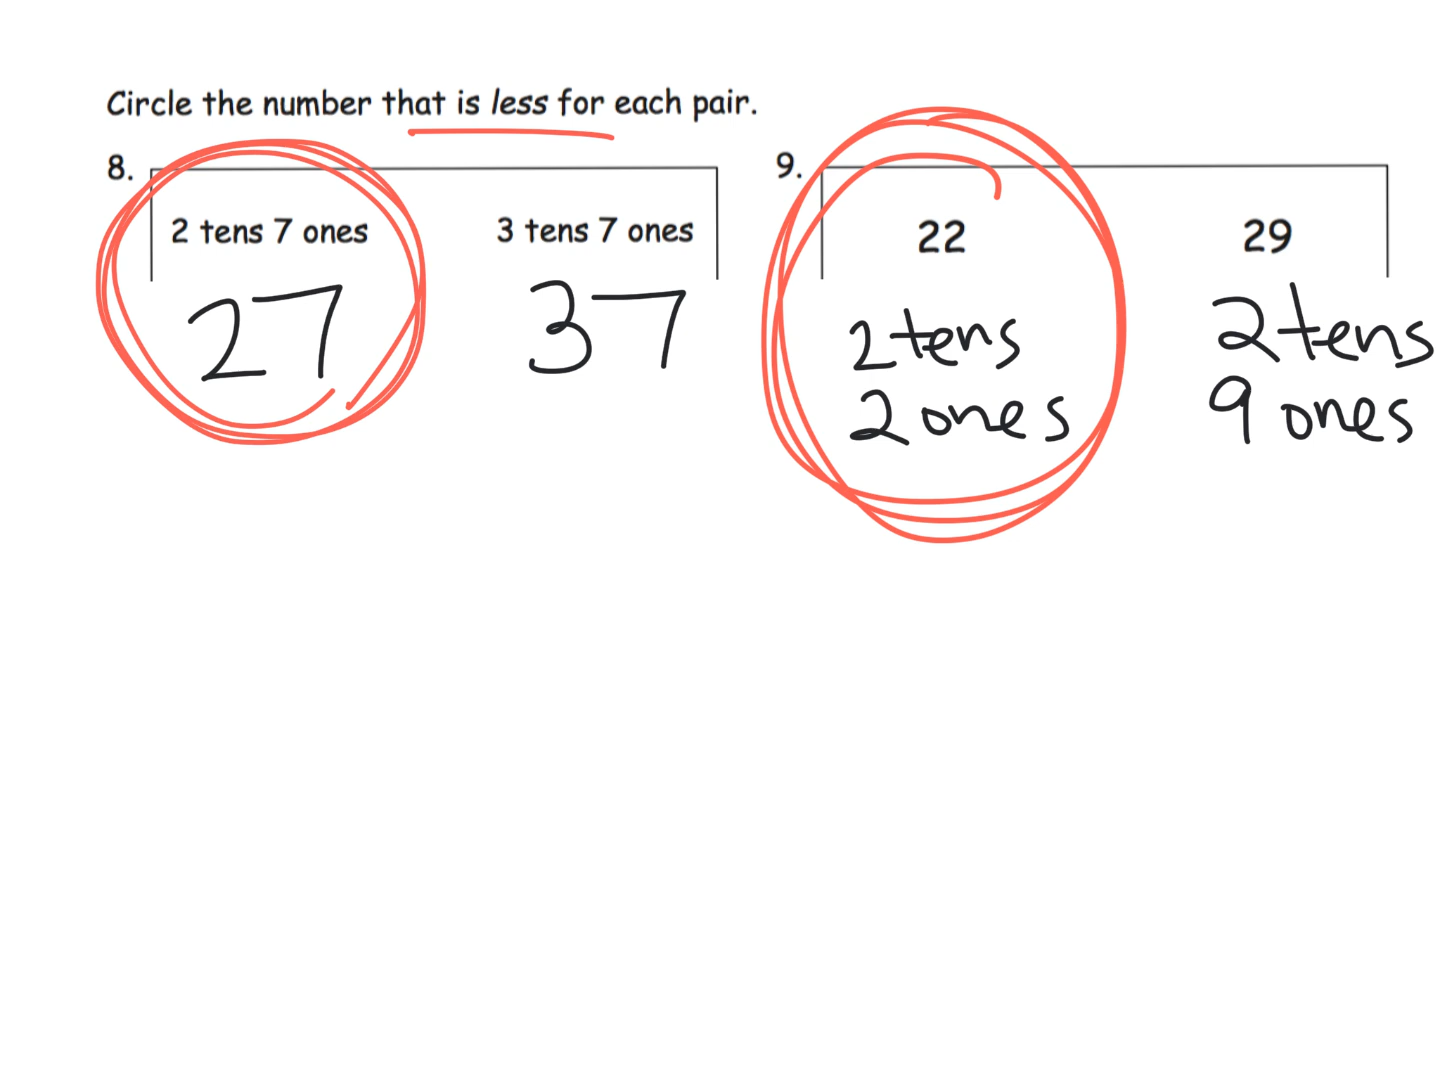 Circle the number that is less for each pair.
8.
2 tens 7 ones 3 tens 7 ones
27 37
9.
22 29
2 tens 2 tens
2 ones 9 ones